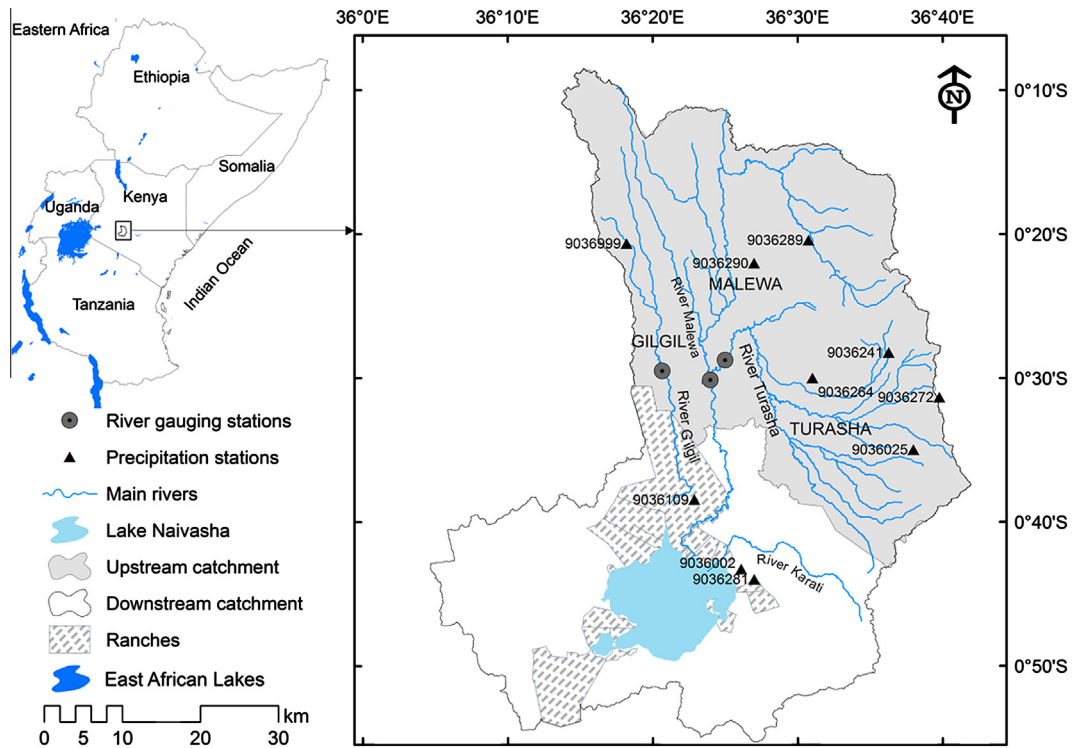 36°0'E 36°20'E 36°30'E 36°40'E
Eastern Africa
Ethiopia
Somalia
Kenya
Uganda
Tanzania
Indian Ocean
N
0°10'S
0°20'S
0°30'S
0°40'S
0°50'S
9036999
9036289
9036290
MALEWA
River Malewa
GILGIL
9036241
9036264
9036272
River Turasha
TURASHA
9036025
River Gilgil
9036109
9036002
9036281
River Karati
River gauging stations
Precipitation stations
Main rivers
Lake Naivasha
Upstream catchment
Downstream catchment
Ranches
East African Lakes
0 5 10 20 30
km